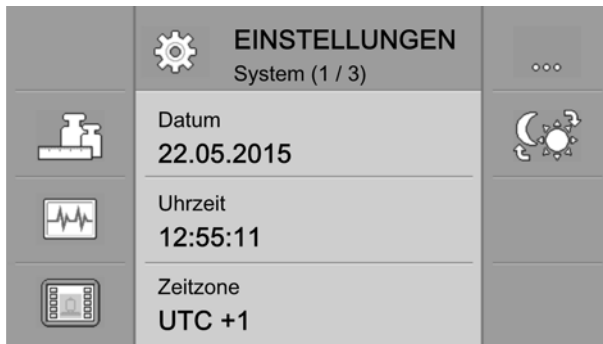 EINSTELLUNGEN
System (1 / 3)
Datum
22.05.2015
Uhrzeit
12:55:11
Zeitzone
UTC +1